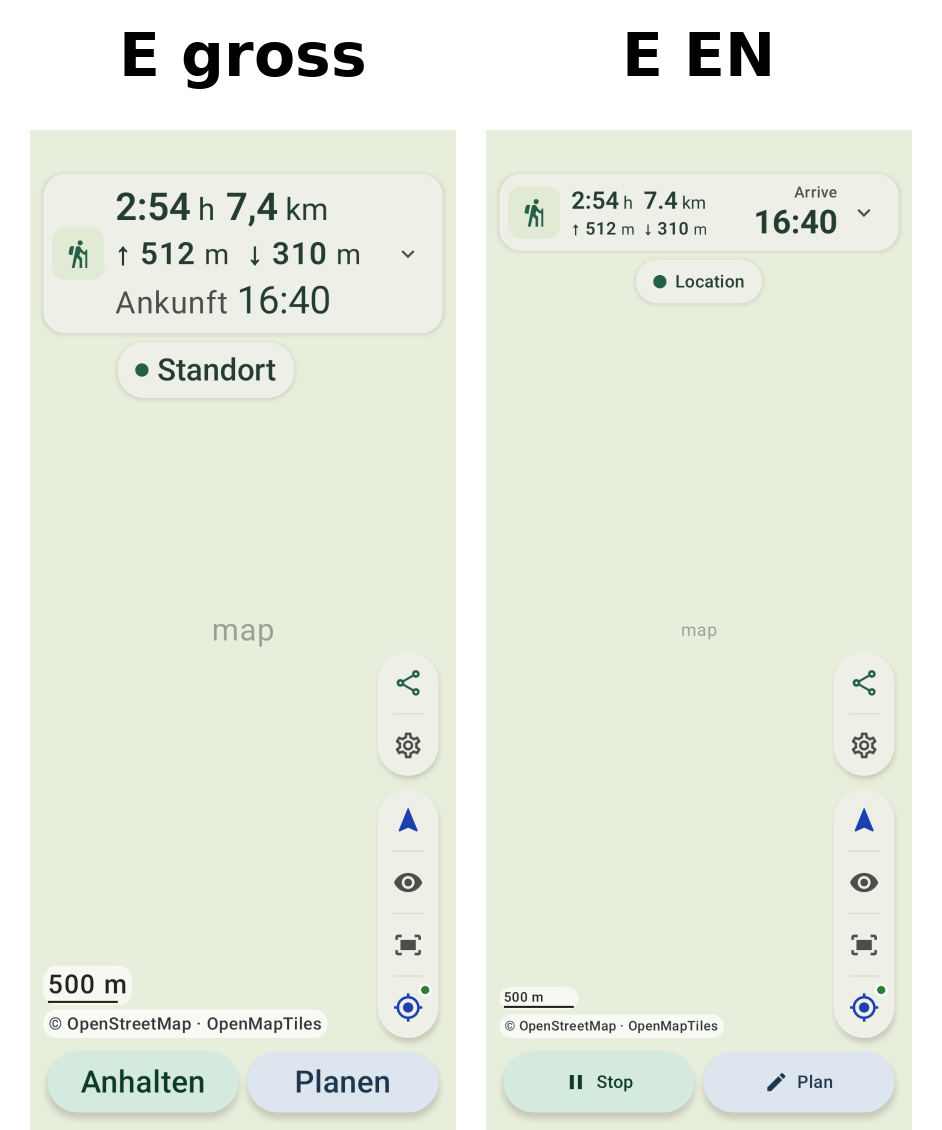 E gross
2:54 h 7,4 km
↑ 512 m ↓ 310 m
Ankunft 16:40
Standort
map
500 m
© OpenStreetMap · OpenMapTiles
Anhalten
Planen
E EN
2:54 h 7.4 km
↑ 512 m ↓ 310 m
Arrive
16:40
Location
map
500 m
© OpenStreetMap · OpenMapTiles
Stop
Plan